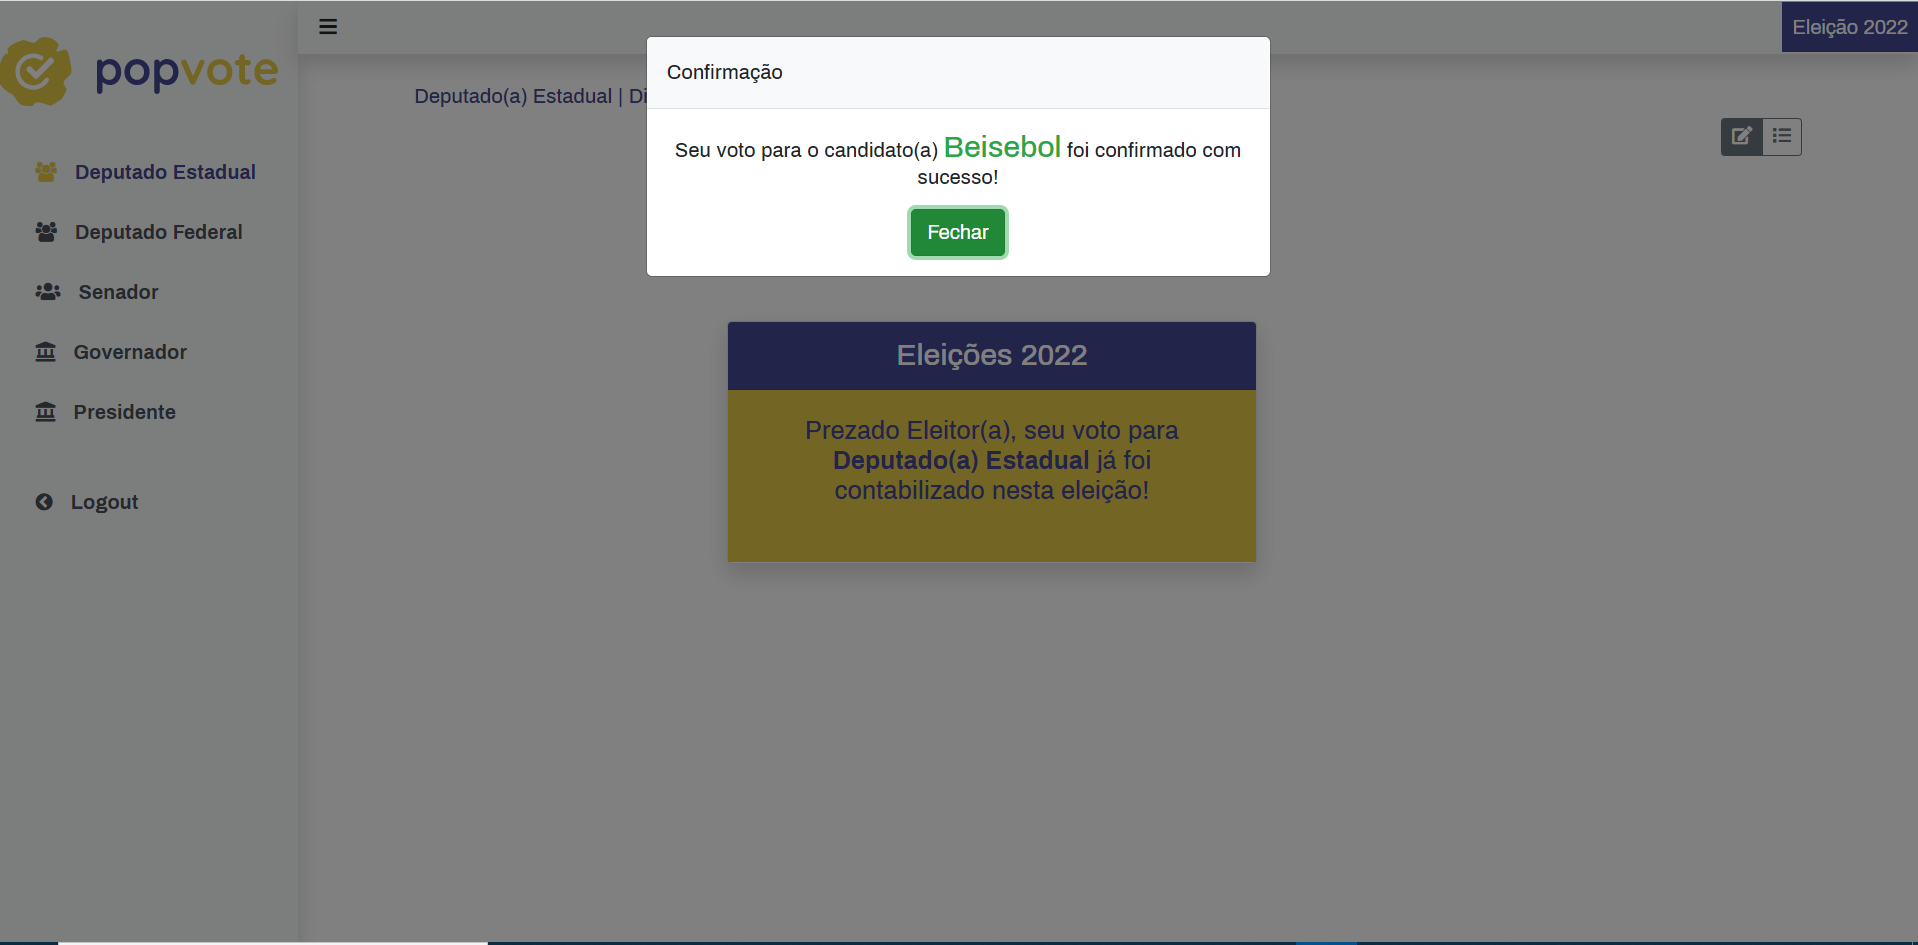 popvote
Eleição 2022
Deputado Estadual
Deputado Federal
Senador
Governador
Presidente
Logout
Deputado(a) Estadual |
Confirmação
Seu voto para o candidato(a) Beisebol foi confirmado com
sucesso!
Fechar
Eleições 2022
Prezado Eleitor(a), seu voto para
Deputado(a) Estadual já foi
contabilizado nesta eleição!